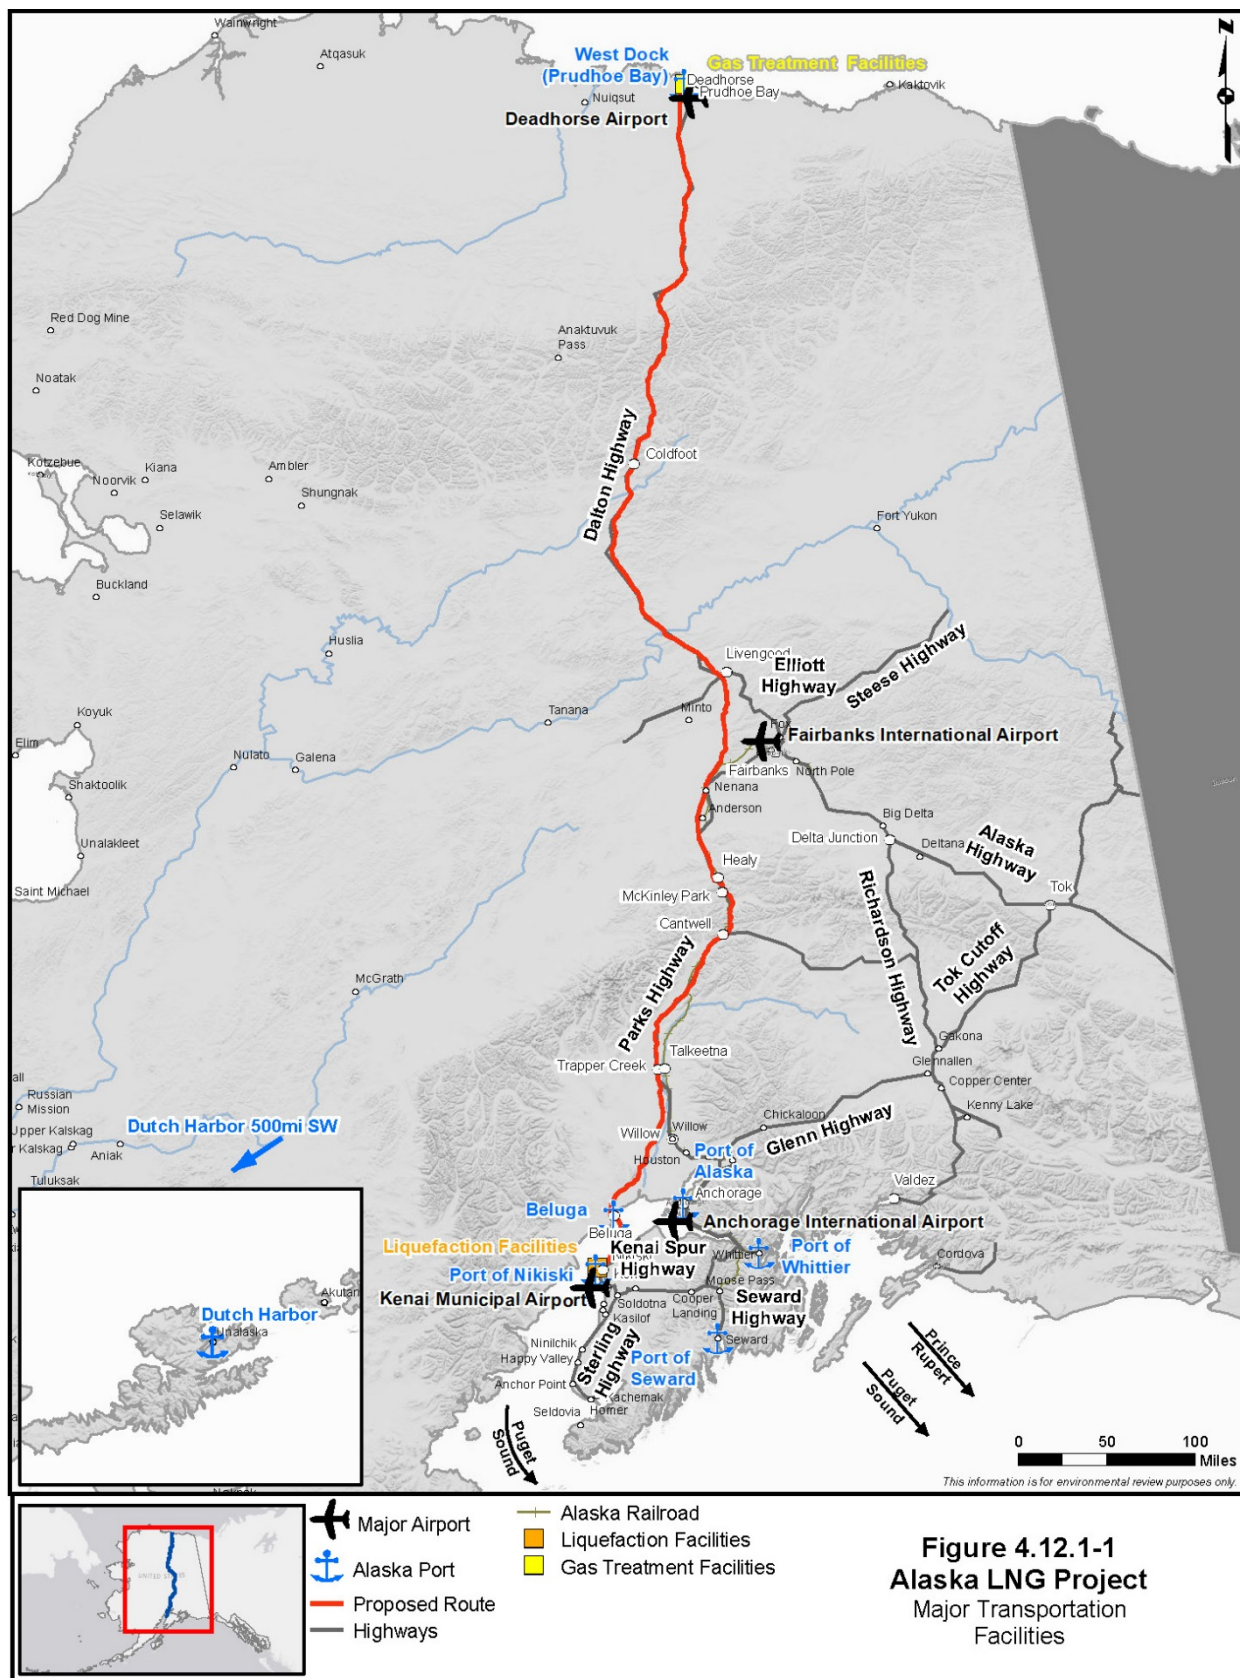 Wainwright
Atqasuk
West Dock
(Prudhoe Bay)
Gas Treatment Facilities
Deadhorse
Prudhoe Bay
Nuiqsut
Kaktovik
Deadhorse Airport
N
Red Dog Mine
Anaktuvuk
Pass
Noatak
Dalton Highway
Coldfoot
Kotzebue
Kiana
Noorvik
Ambler
Shungnak
Selawik
Fort Yukon
Buckland
Huslia
Livengood
Elliott
Highway
Steese Highway
Koyuk
Tanana
Minto
Fox
Fairbanks International Airport
Elim
Nulato
Galena
Fairbanks
North Pole
Shaktoolik
Nenana
Anderson
Big Delta
Delta Junction
Deltana
Alaska
Highway
Unalakleet
Healy
Saint Michael
McKinley Park
Tok
Richardson Highway
Cantwell
Tok Cutoff
Highway
Parks Highway
McGrath
Gakona
Talkeetna
Trapper Creek
Glennallen
Copper Center
Russian
Mission
Chickaloon
Kenny Lake
Dutch Harbor 500mi SW
Upper Kalskag
r Kalskag
Aniak
Willow
Willow
Houston
Glenn Highway
Port of
Alaska
Tuluksak
Anchorage
Valdez
Beluga
Beluga
Anchorage International Airport
Liquefaction Facilities
Nikiski
Kenai Spur
Highway
Whittier
Port of
Whittier
Cordova
Port of Nikiski
Moose Pass
Kenai Municipal Airport
Soldotna
Kasilof
Cooper
Landing
Seward
Highway
Akutan
Dutch Harbor
Unalaska
Ninilchik
Happy Valley
Sterling
Highway
Port of
Seward
Seward
Anchor Point
Kachemak
Homer
Seldovia
Prince
Rupert
Puget
Sound
Puget
Sound
0 50 100
Miles
This information is for environmental review purposes only.
UNITED STATES
Major Airport
Alaska Port
Proposed Route
Highways
Alaska Railroad
Liquefaction Facilities
Gas Treatment Facilities
Figure 4.12.1-1
Alaska LNG Project
Major Transportation
Facilities